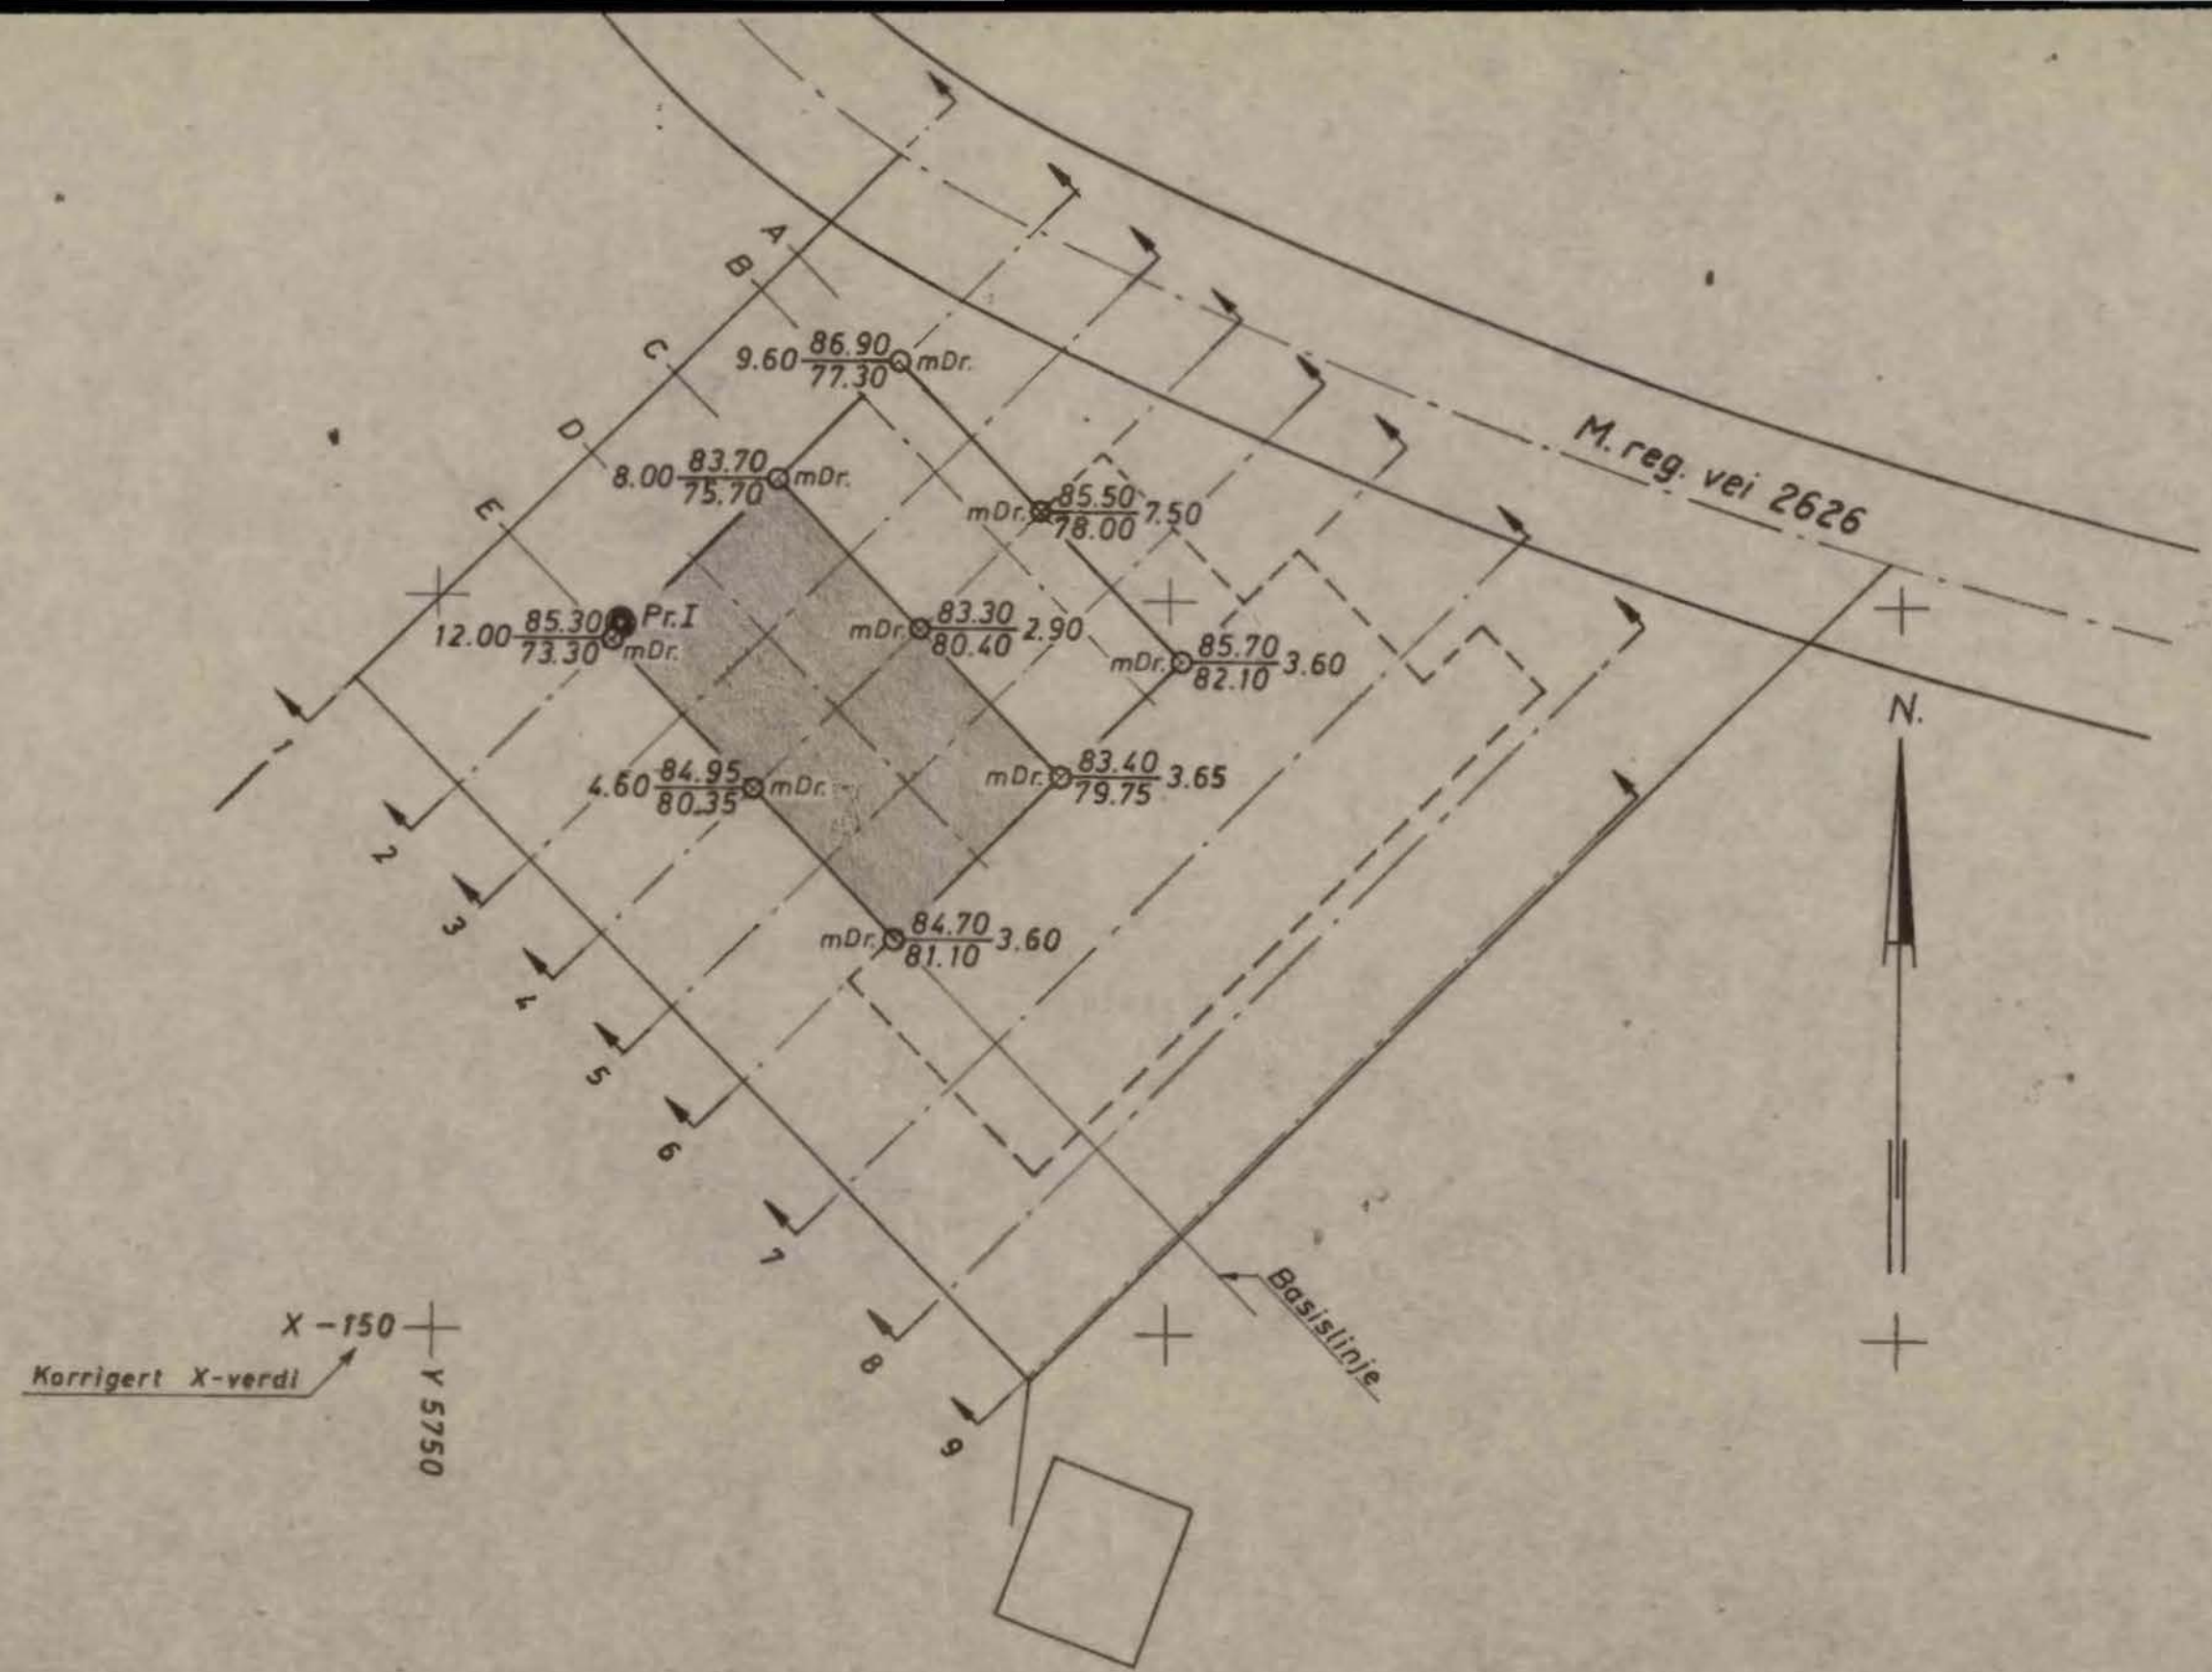 A
B
C
D
E
86.90
9.60 mDr.
77.30
83.70
8.00 mDr.
75.70
85.50
mDr. 7.50
78.00
M. reg. vei 2626
85.30 Pr.I
12.00 mDr.
73.30
83.30
mDr. 2.90
80.40
85.70
mDr. 3.60
82.10
N.
84.95
4.60 mDr.
80.35
83.40
mDr. 3.65
79.75
84.70
mDr. 3.60
81.10
1
2
3
4
5
6
7
8
9
Basislinje
X -150
Y 5750
Korrigert X-verdi